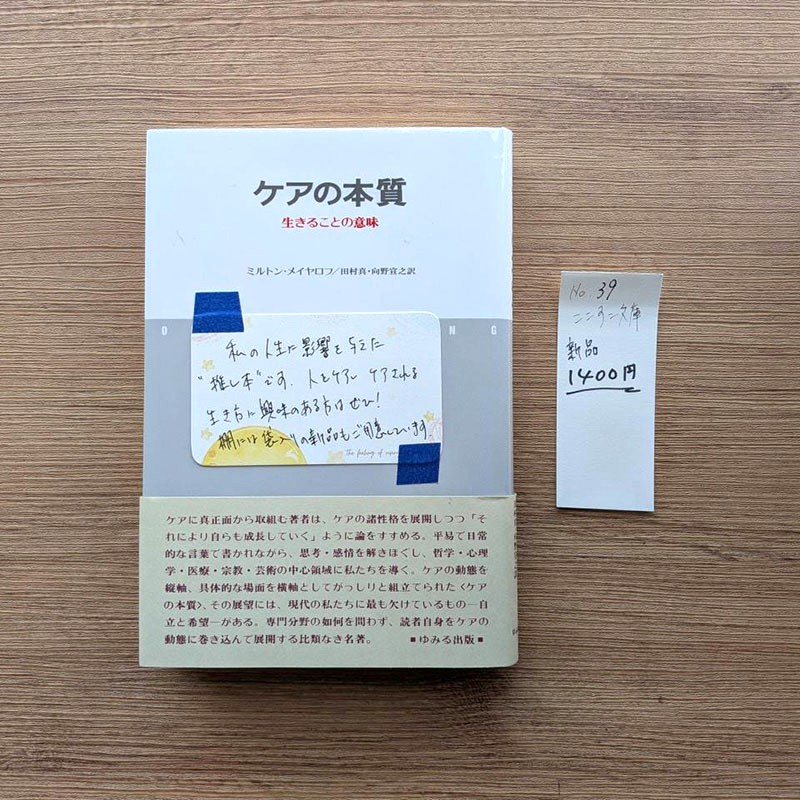 ケアの本質
生きることの意味
ミルトン・メイヤロフ/田村真・向野宣之訳
O
N G
私の人生に影響を与えた
"推し本"です。人をケアし ケアされる
生き方に興味のある方はぜひ!
棚には袋入りの新品もご用意しています。
The feeling of
ケアに真正面から取組む著者は、ケアの諸性格を展開しつつ「そ
れにより自らも成長していく」ように論をすすめる。平易で日常
的な言葉で書かれながら、思考・感情を解きほぐし、哲学・心理
学・医療・宗教・芸術の中心領域に私たちを導く。ケアの動態を
縦軸、具体的な場面を横軸としてがっしりと組立てられた〈ケア
の本質〉、その展望には、現代の私たちに最も欠けているもの―自
立と希望―がある。専門分野の如何を問わず、読者自身をケアの
動態に巻き込んで展開する比類なき名著。 ■ゆみる出版■
No. 39
こころこ文庫
新品
1400円